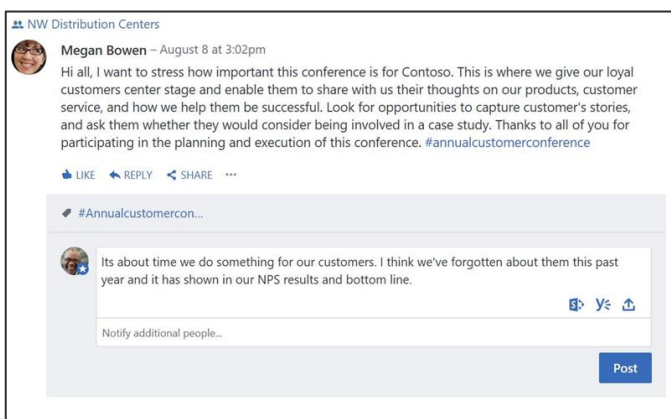 NW Distribution Centers
Megan Bowen – August 8 at 3:02pm
Hi all, I want to stress how important this conference is for Contoso. This is where we give our loyal
customers center stage and enable them to share with us their thoughts on our products, customer
service, and how we help them be successful. Look for opportunities to capture customer's stories,
and ask them whether they would consider being involved in a case study. Thanks to all of you for
participating in the planning and execution of this conference. #annualcustomerconference
LIKE REPLY SHARE ···
#Annualcustomercon...
Its about time we do something for our customers. I think we've forgotten about them this past
year and it has shown in our NPS results and bottom line.
Notify additional people...
Post